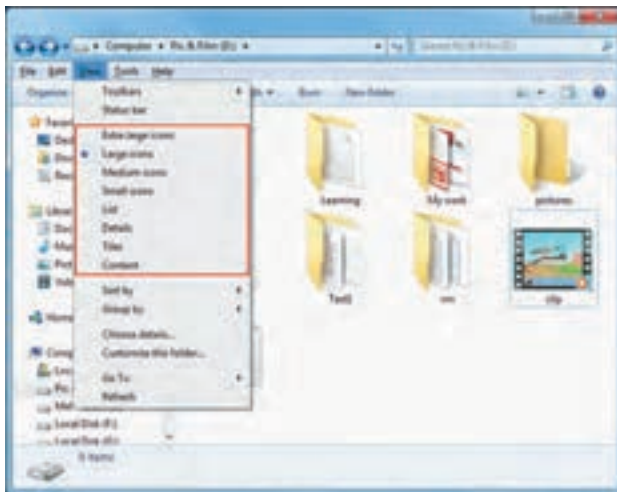 Computer ▸ Pic & Film (D:) ▸
File Edit View Tools Help
Organize
Burn New folder
Toolbars
Status bar
Extra large icons
Large icons
Medium icons
Small icons
List
Details
Tiles
Content
Sort by
Group by
Choose details...
Customize this folder...
Go To
Refresh
Learning
My work
pictures
Test1
clip
Local Disk (F:)
6 items